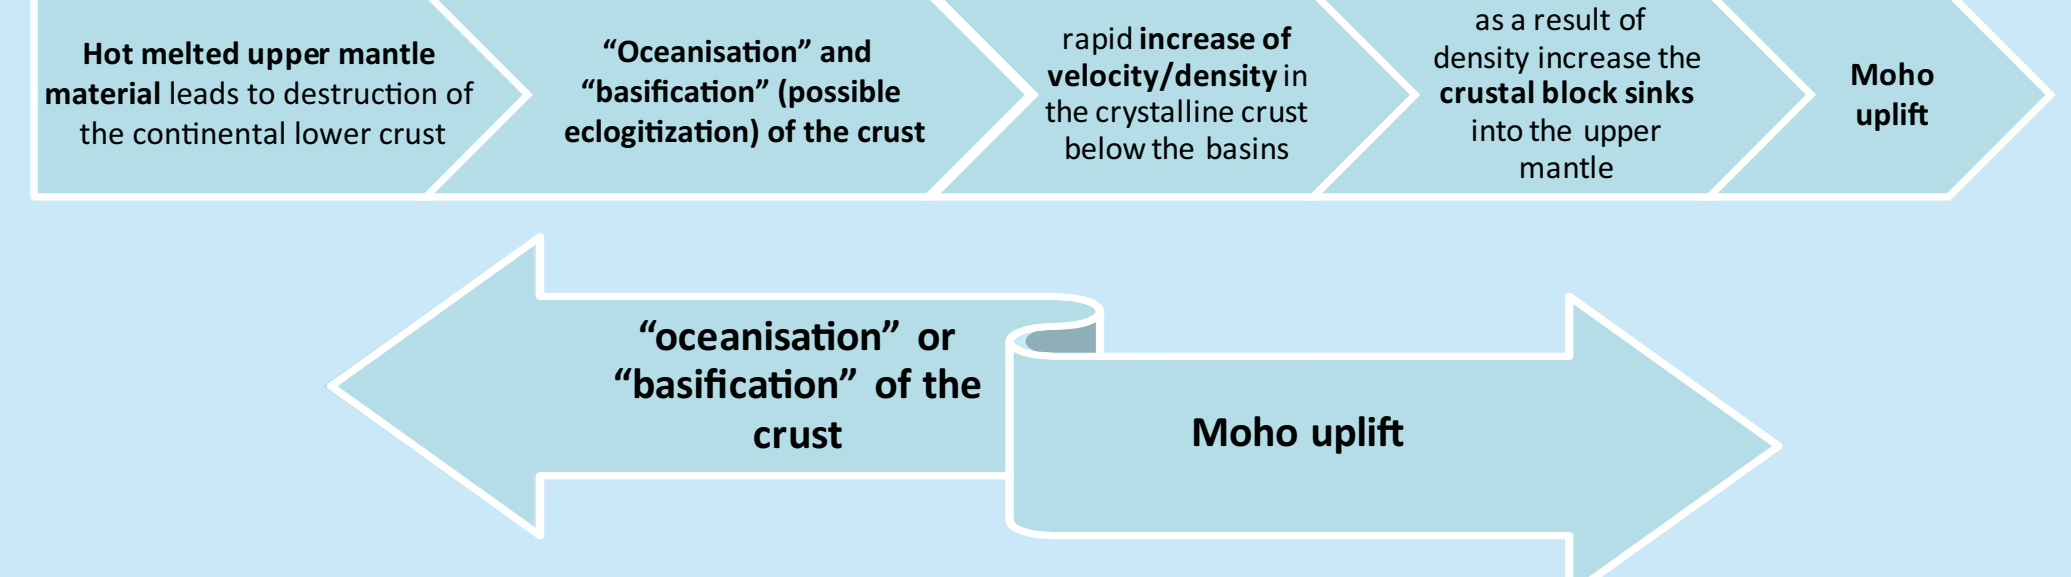 Hot melted upper mantle
material leads to destruction of
the continental lower crust
“Oceanisation” and
“basification” (possible
eclogitization) of the crust
rapid increase of
velocity/density in
the crystalline crust
below the basins
as a result of
density increase the
crustal block sinks
into the upper
mantle
Moho
uplift
“oceanisation” or
“basification” of the
crust
Moho uplift